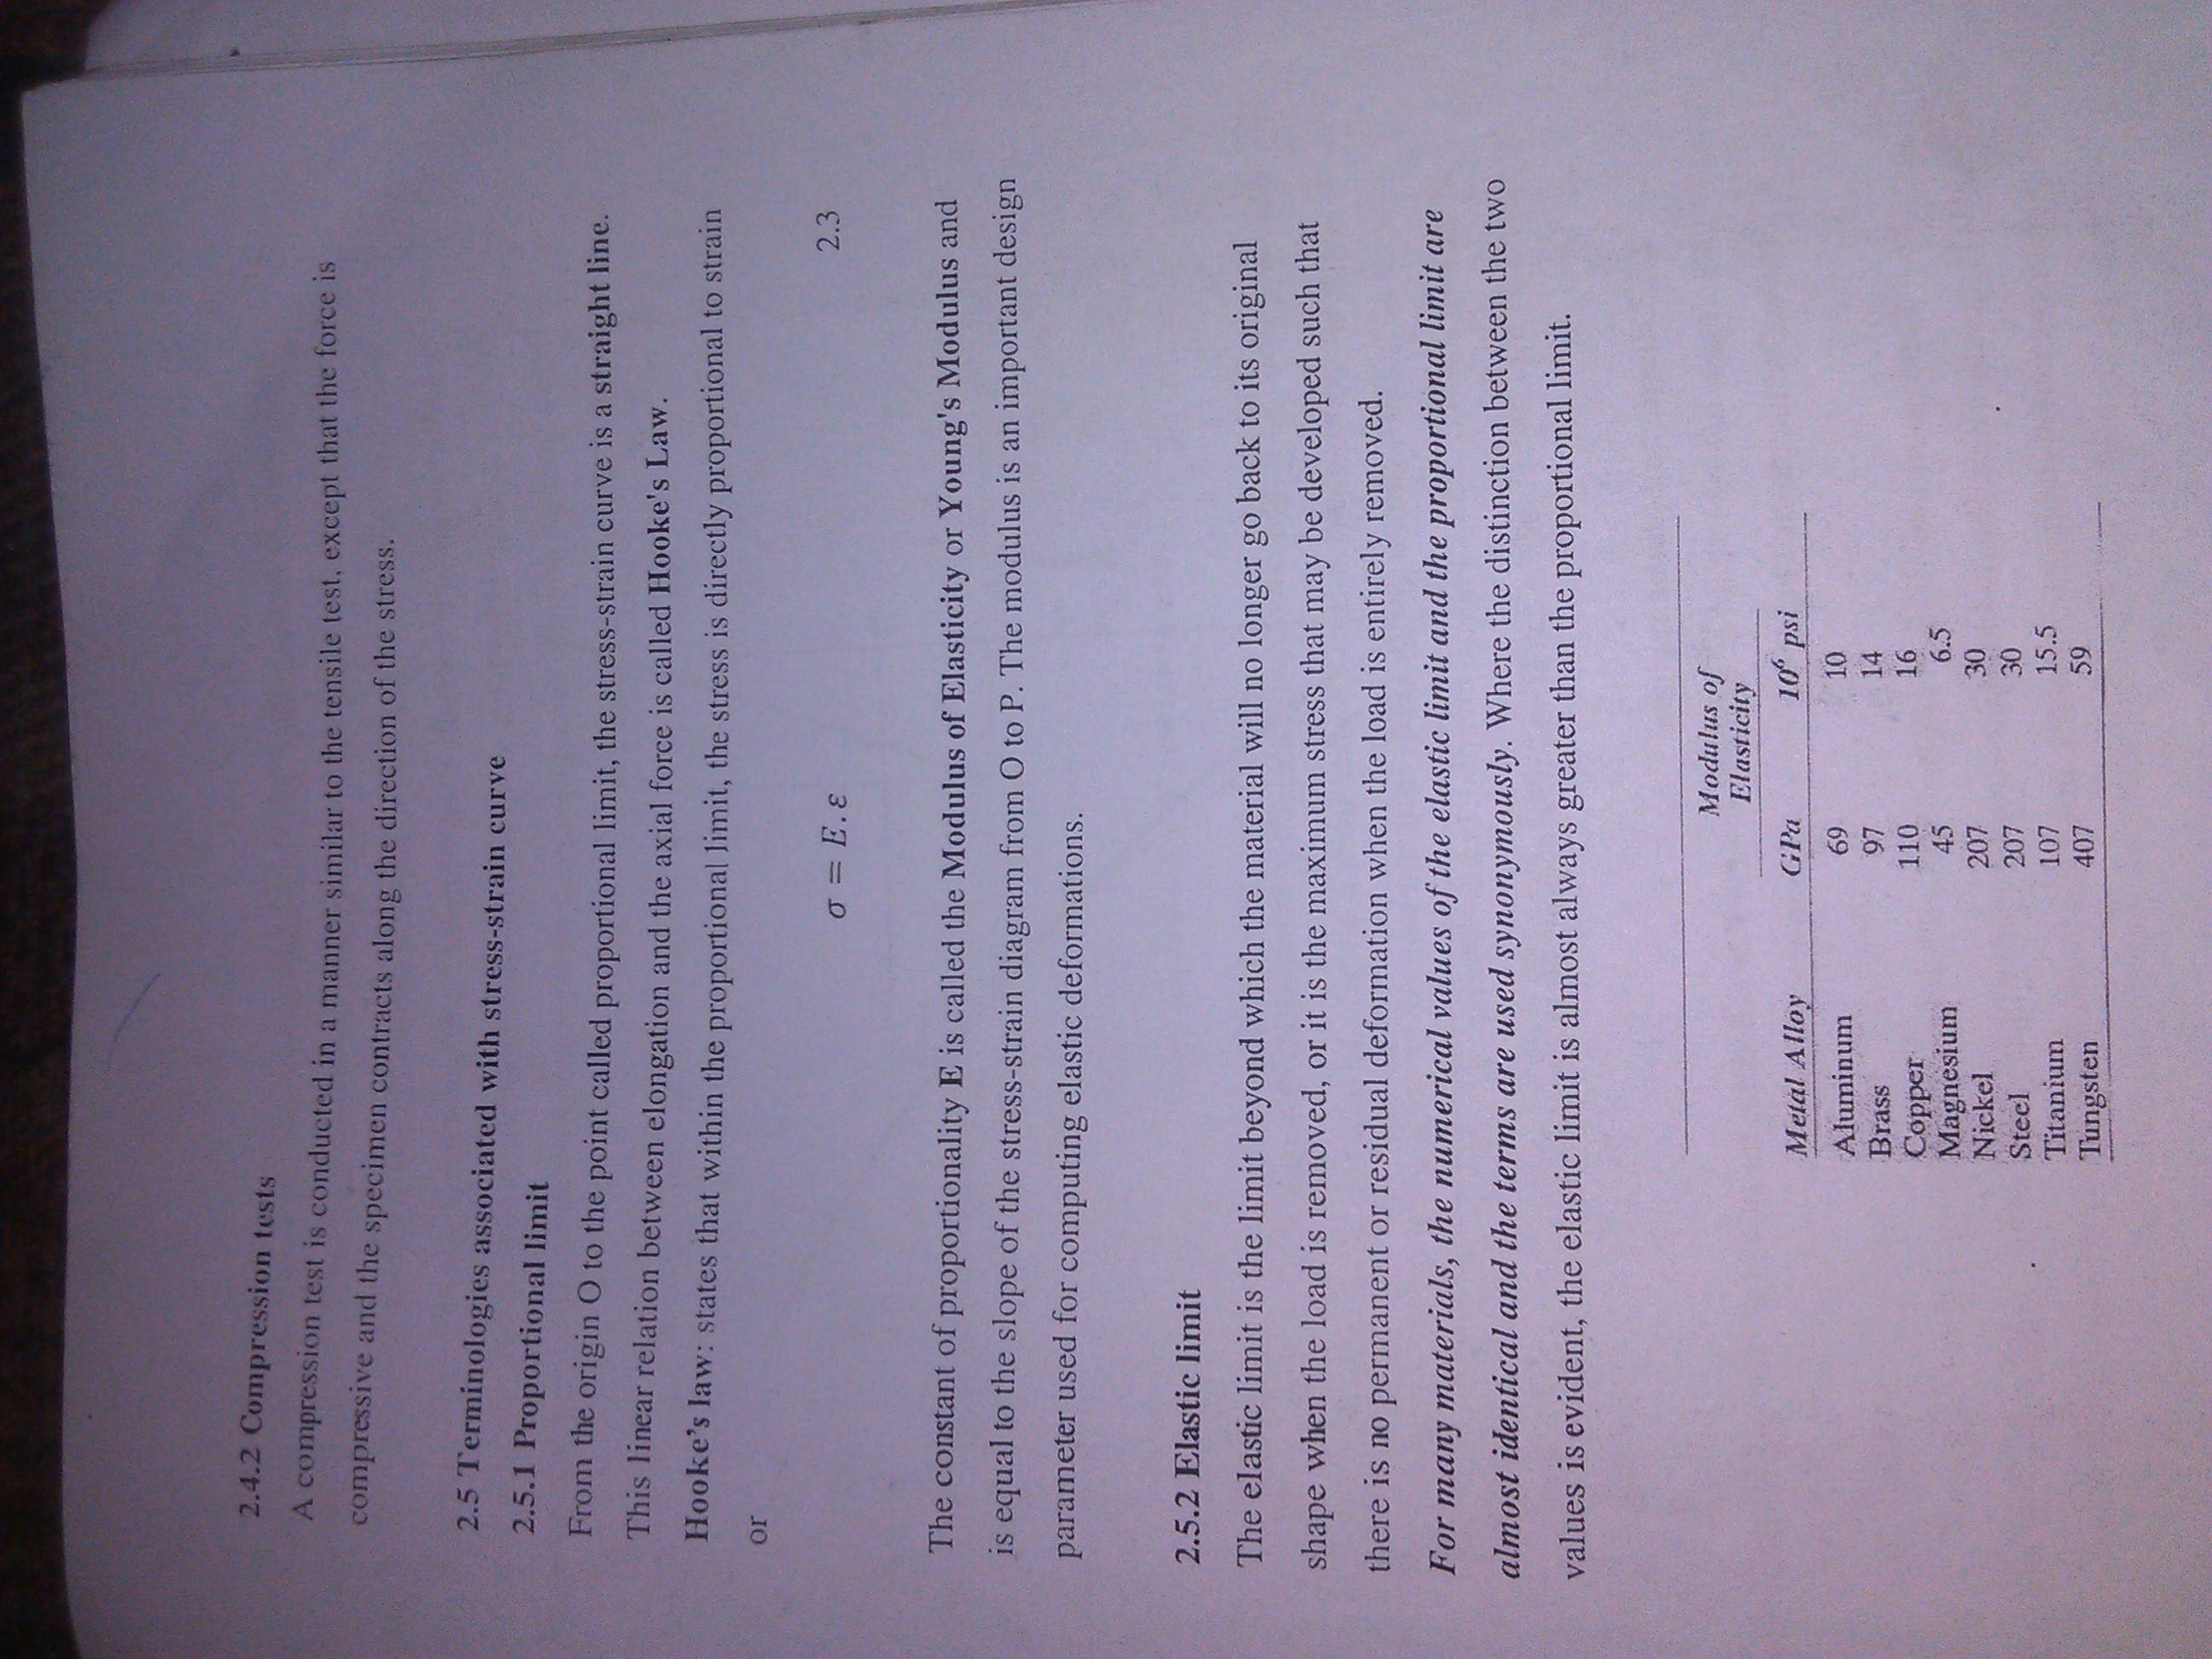 2.4.2 Compression tests
A compression test is conducted in a manner similar to the tensile test, except that the force is
compressive and the specimen contracts along the direction of the stress.
2.5 Terminologies associated with stress-strain curve
2.5.1 Proportional limit
From the origin O to the point called proportional limit, the stress-strain curve is a straight line.
This linear relation between elongation and the axial force is called Hooke's Law.
Hooke’s law: states that within the proportional limit, the stress is directly proportional to strain
or
σ = E. ε 2.3
The constant of proportionality E is called the Modulus of Elasticity or Young's Modulus and
is equal to the slope of the stress-strain diagram from O to P. The modulus is an important design
parameter used for computing elastic deformations.
2.5.2 Elastic limit
The elastic limit is the limit beyond which the material will no longer go back to its original
shape when the load is removed, or it is the maximum stress that may be developed such that
there is no permanent or residual deformation when the load is entirely removed.
For many materials, the numerical values of the elastic limit and the proportional limit are
almost identical and the terms are used synonymously. Where the distinction between the two
values is evident, the elastic limit is almost always greater than the proportional limit.
Modulus of
Elasticity
Metal Alloy GPa 10⁶ psi
Aluminum 69 10
Brass 97 14
Copper 110 16
Magnesium 45 6.5
Nickel 207 30
Steel 207 30
Titanium 107 15.5
Tungsten 407 59